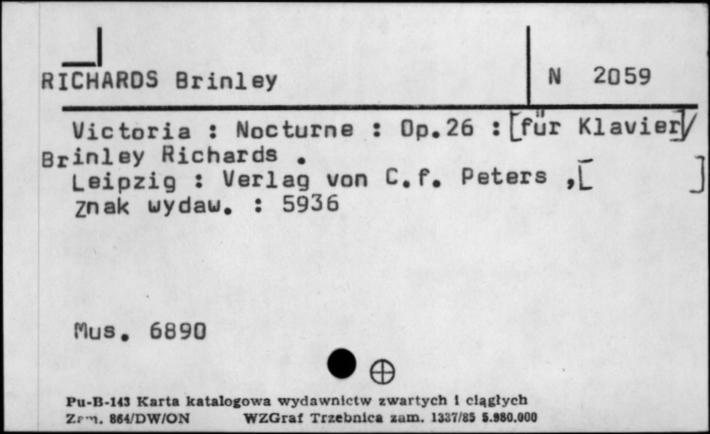 RICHARDS Brinley
N 2059
Victoria : Nocturne : Op.26 : [für Klavier]/
Brinley Richards .
Leipzig : Verlag von C.f. Peters ,[ ]
znak wydaw. : 5936
Mus. 6890
Pu-B-143 Karta katalogowa wydawnictw zwartych i ciągłych
Zam. 864/DW/ON WZGraf Trzebnica zam. 1337/85 5.980.000